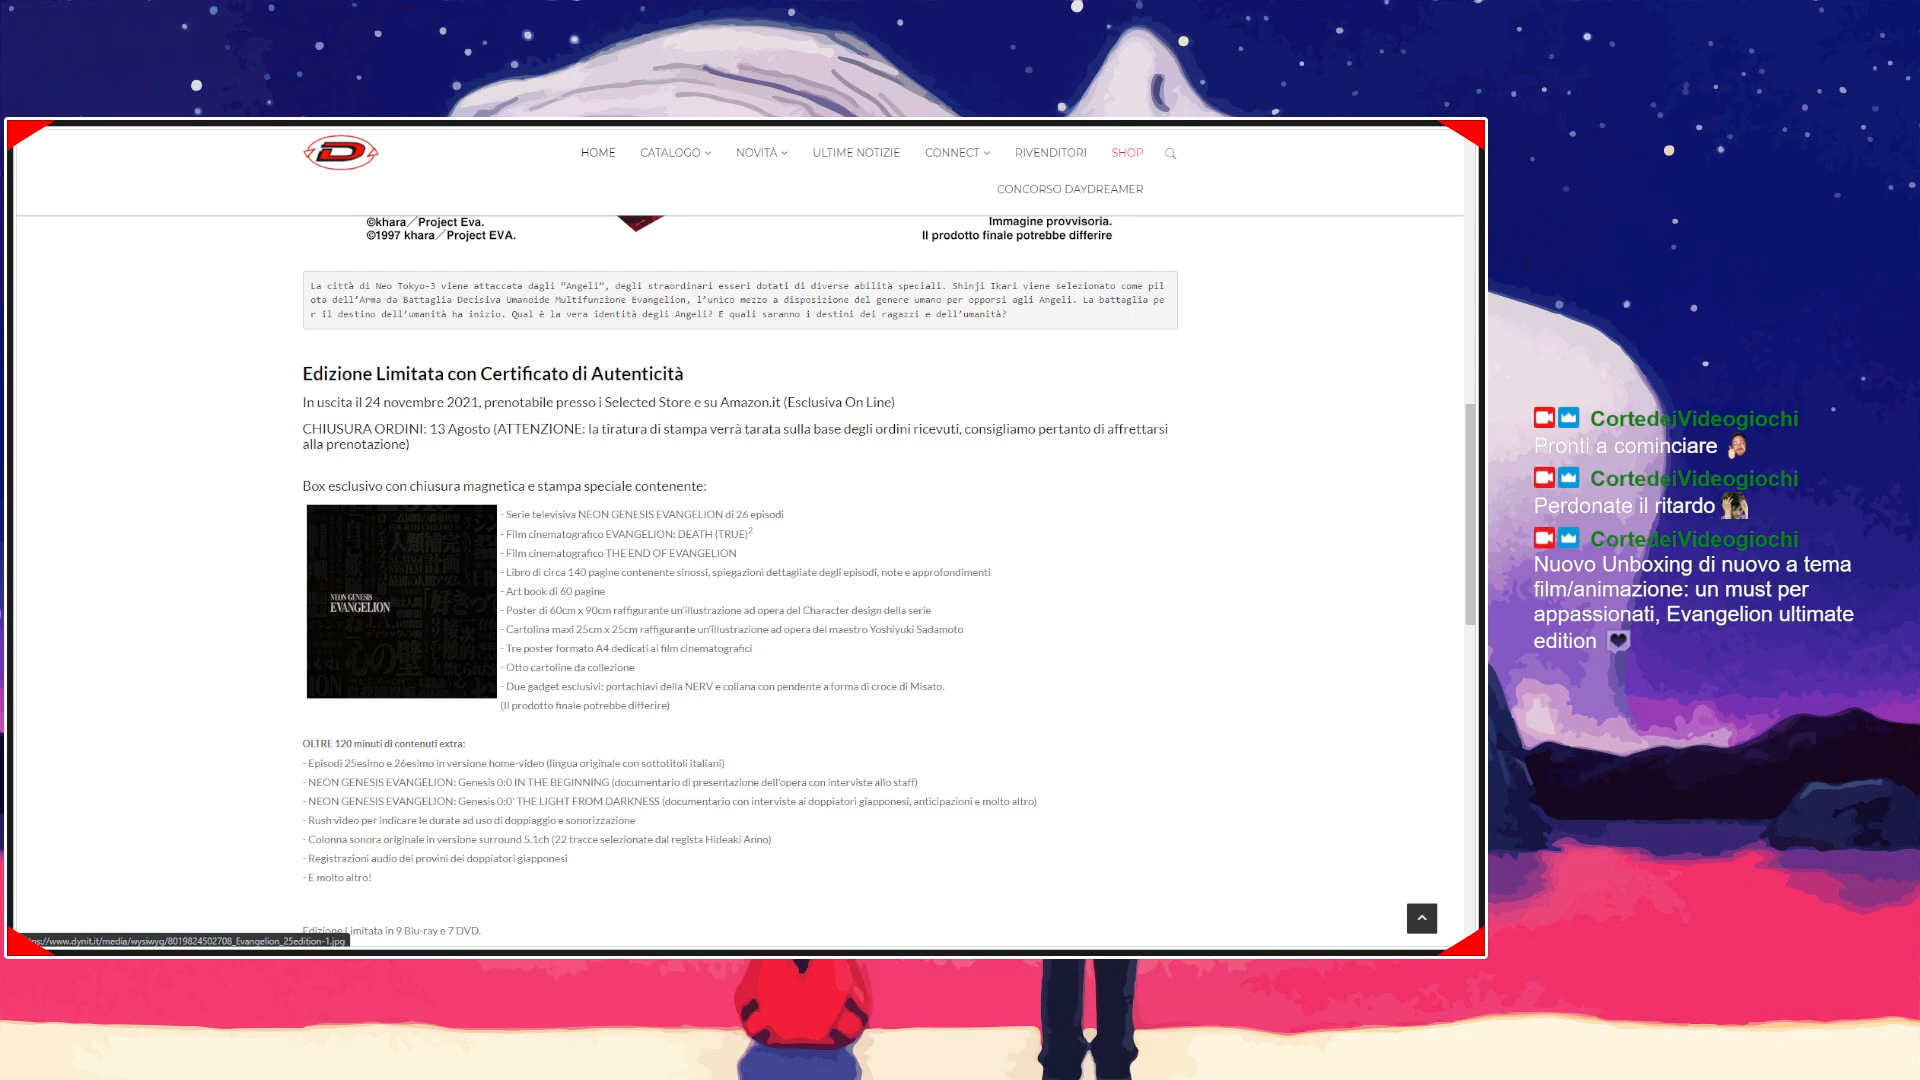 D
HOME CATALOGO NOVITÀ ULTIME NOTIZIE CONNECT RIVENDITORI SHOP
CONCORSO DAYDREAMER
©khara／Project Eva.
©1997 khara／Project EVA.
Immagine provvisoria.
Il prodotto finale potrebbe differire
La città di Neo Tokyo-3 viene attaccata dagli “Angeli”, degli straordinari esseri dotati di diverse abilità speciali. Shinji Ikari viene selezionato come pil
ota dell’Arma da Battaglia Decisiva Umanoide Multifunzione Evangelion, l’unico mezzo a disposizione del genere umano per opporsi agli Angeli. La battaglia pe
r il destino dell’umanità ha inizio. Qual è la vera identità degli Angeli? E quali saranno i destini dei ragazzi e dell’umanità?
Edizione Limitata con Certificato di Autenticità
In uscita il 24 novembre 2021, prenotabile presso i Selected Store e su Amazon.it (Esclusiva On Line)
CHIUSURA ORDINI: 13 Agosto (ATTENZIONE: la tiratura di stampa verrà tarata sulla base degli ordini ricevuti, consigliamo pertanto di affrettarsi
alla prenotazione)
Box esclusivo con chiusura magnetica e stampa speciale contenente:
NEON GENESIS
EVANGELION
- Serie televisiva NEON GENESIS EVANGELION di 26 episodi
- Film cinematografico EVANGELION: DEATH (TRUE)²
- Film cinematografico THE END OF EVANGELION
- Libro di circa 140 pagine contenente sinossi, spiegazioni dettagliate degli episodi, note e approfondimenti
- Art book di 60 pagine
- Poster di 60cm x 90cm raffigurante un'illustrazione ad opera del Character design della serie
- Cartolina maxi 25cm x 25cm raffigurante un'illustrazione ad opera del maestro Yoshiyuki Sadamoto
- Tre poster formato A4 dedicati ai film cinematografici
- Otto cartoline da collezione
- Due gadget esclusivi: portachiavi della NERV e collana con pendente a forma di croce di Misato.
(Il prodotto finale potrebbe differire)
OLTRE 120 minuti di contenuti extra:
- Episodi 25esimo e 26esimo in versione home-video (lingua originale con sottotitoli italiani)
- NEON GENESIS EVANGELION: Genesis 0:0 IN THE BEGINNING (documentario di presentazione dell'opera con interviste allo staff)
- NEON GENESIS EVANGELION: Genesis 0:0' THE LIGHT FROM DARKNESS (documentario con interviste ai doppiatori giapponesi, anticipazioni e molto altro)
- Rush video per indicare le durate ad uso di doppiaggio e sonorizzazione
- Colonna sonora originale in versione surround 5.1ch (22 tracce selezionate dal regista Hideaki Anno)
- Registrazioni audio dei provini dei doppiatori giapponesi
- E molto altro!
Edizione Limitata in 9 Blu-ray e 7 DVD.
ps://www.dynit.it/media/wysiwyg/8019824502708_Evangelion_25edition-1.jpg
CortedeiVideogiochi
Pronti a cominciare
CortedeiVideogiochi
Perdonate il ritardo
CortedeiVideogiochi
Nuovo Unboxing di nuovo a tema
film/animazione: un must per
appassionati, Evangelion ultimate
edition